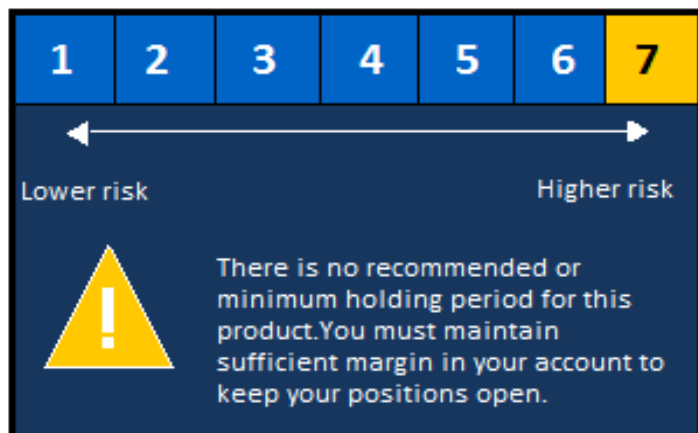 1 2 3 4 5 6 7
Lower risk Higher risk
!
There is no recommended or
minimum holding period for this
product.You must maintain
sufficient margin in your account to
keep your positions open.